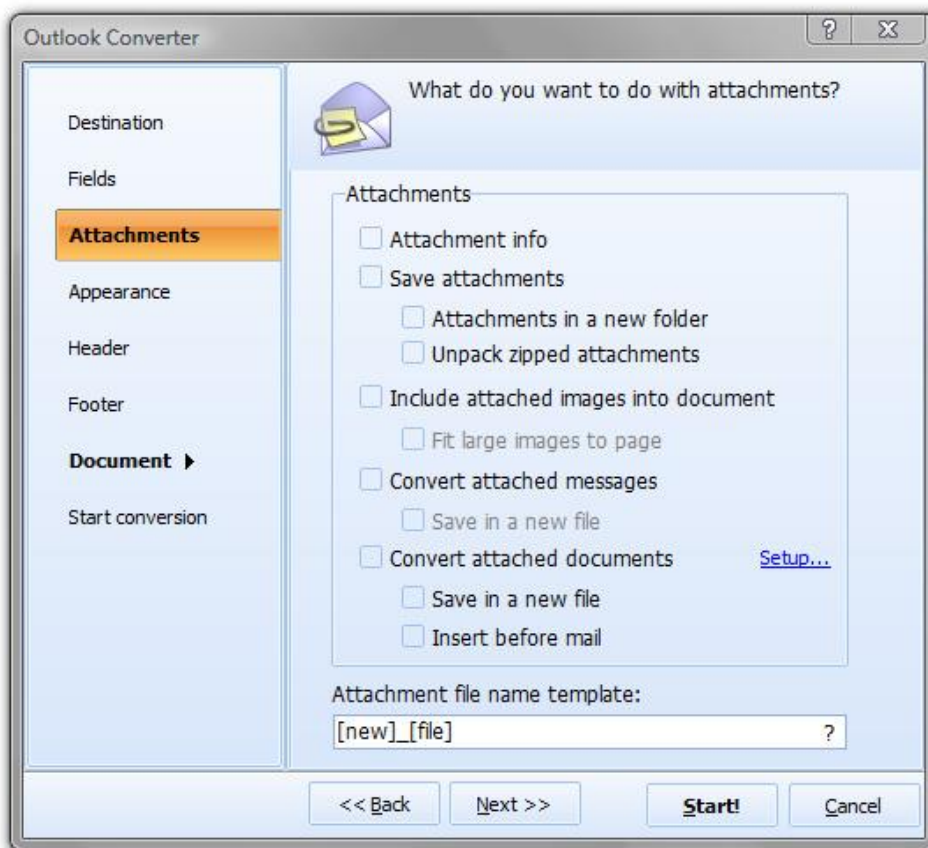 Outlook Converter
?
Destination
Fields
Attachments
Appearance
Header
Footer
Document
Start conversion
What do you want to do with attachments?
Attachments
Attachment info
Save attachments
Attachments in a new folder
Unpack zipped attachments
Include attached images into document
Fit large images to page
Convert attached messages
Save in a new file
Convert attached documents Setup...
Save in a new file
Insert before mail
Attachment file name template:
[new]_[file] ?
<< Back Next >> Start! Cancel